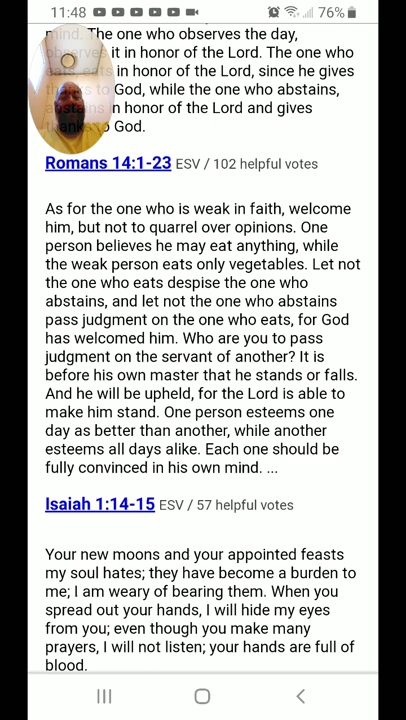 11:48
76%
mind. The one who observes the day,
observes it in honor of the Lord. The one who
eats, eats in honor of the Lord, since he gives
thanks to God, while the one who abstains,
abstains in honor of the Lord and gives
thanks to God.
Romans 14:1-23 ESV / 102 helpful votes
As for the one who is weak in faith, welcome
him, but not to quarrel over opinions. One
person believes he may eat anything, while
the weak person eats only vegetables. Let not
the one who eats despise the one who
abstains, and let not the one who abstains
pass judgment on the one who eats, for God
has welcomed him. Who are you to pass
judgment on the servant of another? It is
before his own master that he stands or falls.
And he will be upheld, for the Lord is able to
make him stand. One person esteems one
day as better than another, while another
esteems all days alike. Each one should be
fully convinced in his own mind. ...
Isaiah 1:14-15 ESV / 57 helpful votes
Your new moons and your appointed feasts
my soul hates; they have become a burden to
me; I am weary of bearing them. When you
spread out your hands, I will hide my eyes
from you; even though you make many
prayers, I will not listen; your hands are full of
blood.